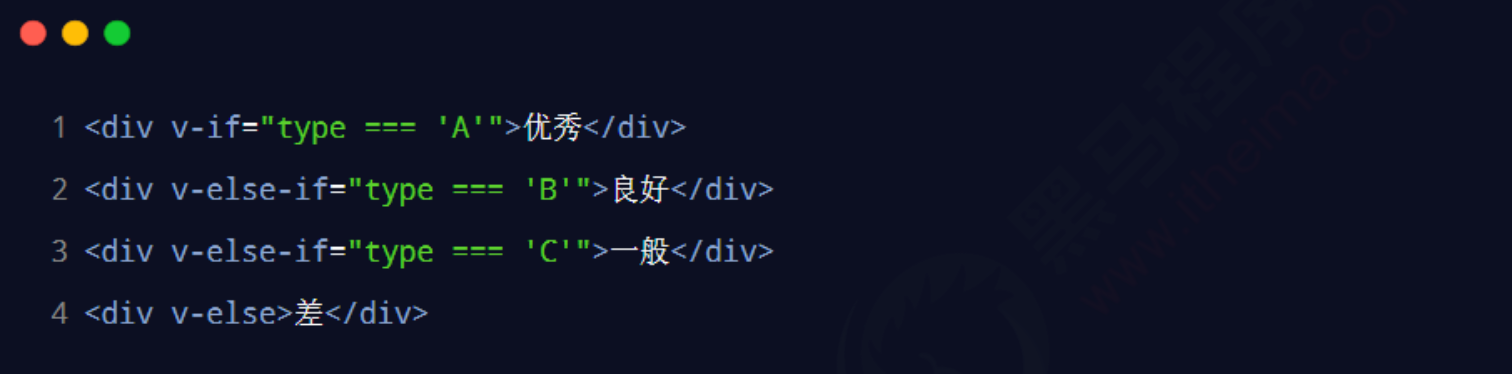 1 <div v-if="type === 'A'">优秀</div>
2 <div v-else-if="type === 'B'">良好</div>
3 <div v-else-if="type === 'C'">一般</div>
4 <div v-else>差</div>
黑马程序
www.itheima.com